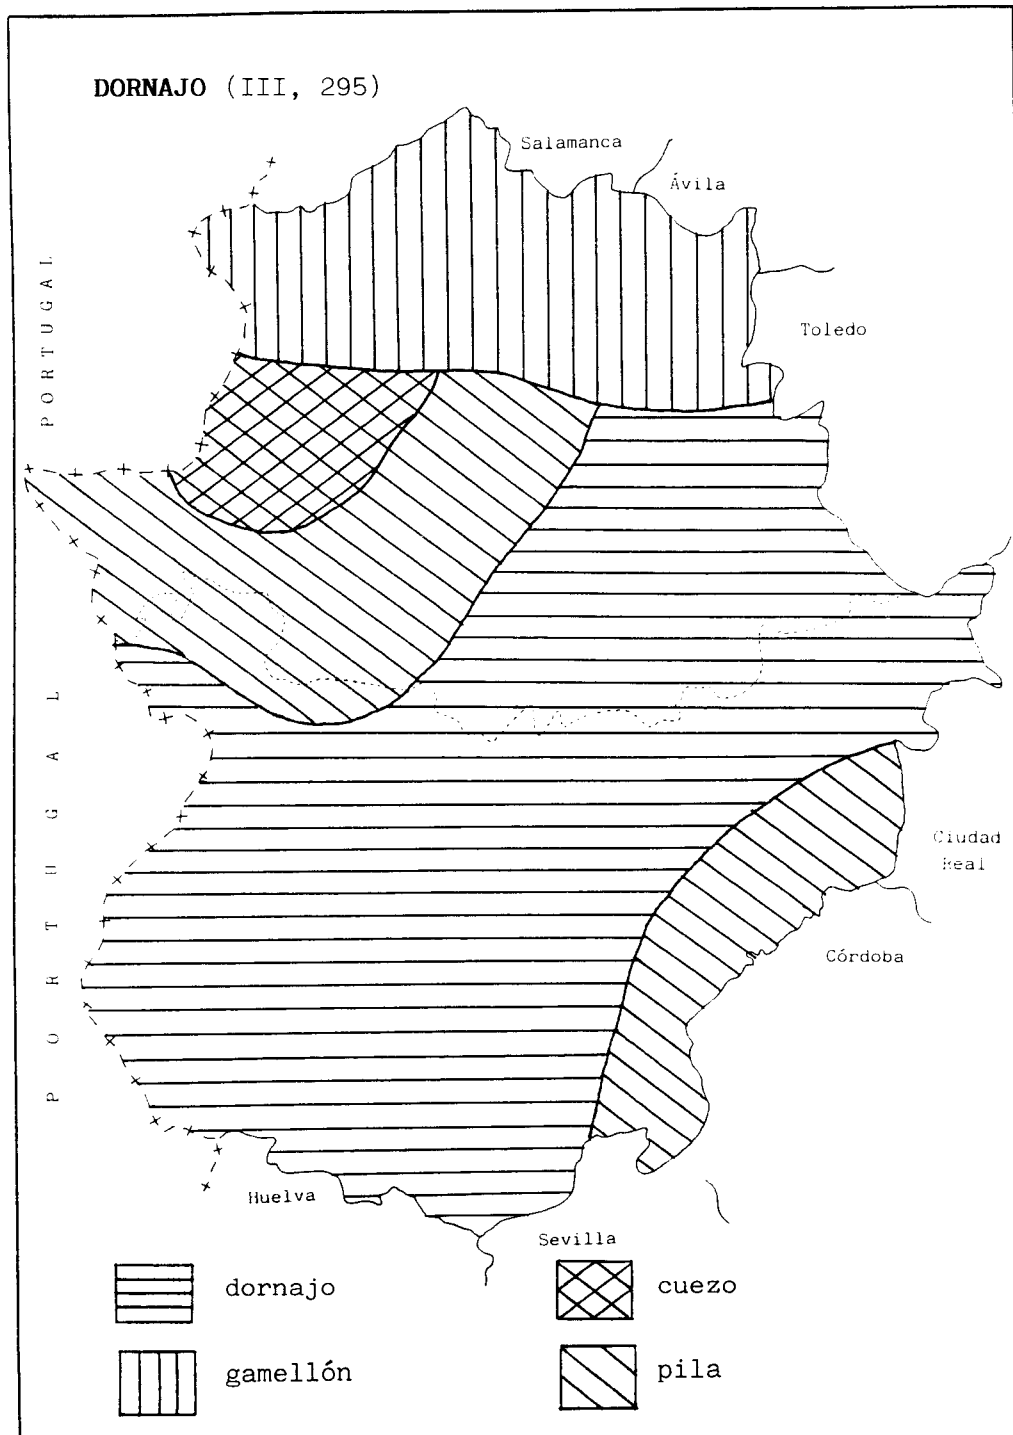 DORNAJO (III, 295)
Salamanca
Ávila
PORTUGAL
Toledo
PORTUGAL
Ciudad
Real
Córdoba
Huelva
Sevilla
dornajo
cuezo
gamellón
pila